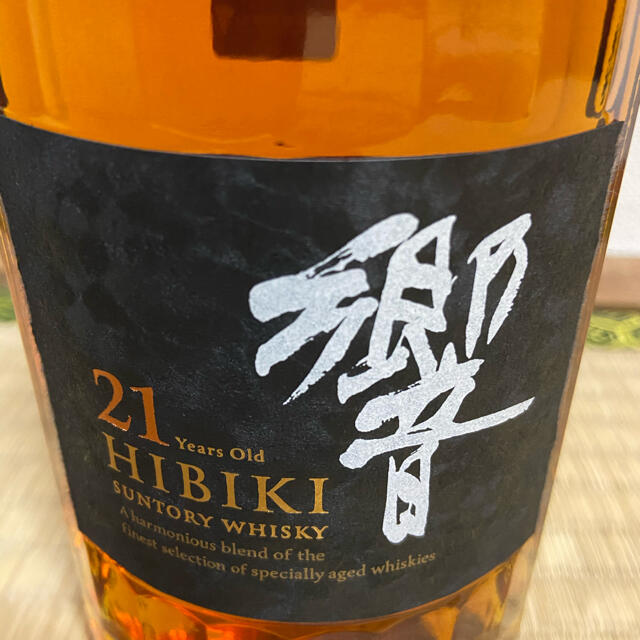 響
21 Years Old
HIBIKI
SUNTORY WHISKY
A harmonious blend of the
finest selection of specially aged whiskies